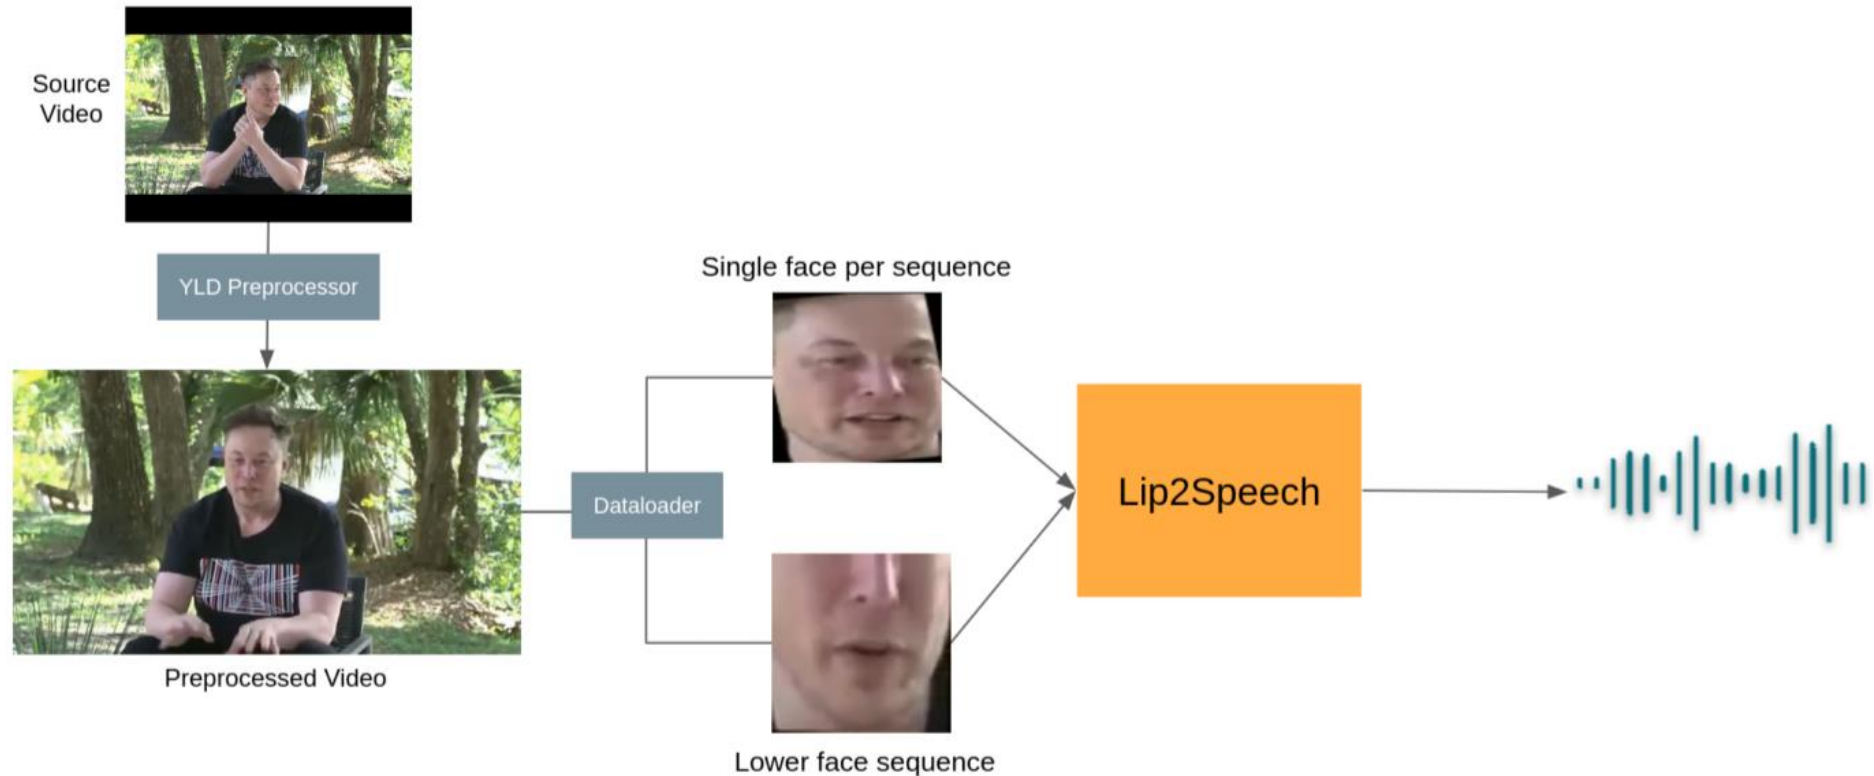 Source
Video
YLD Preprocessor
Preprocessed Video
Dataloader
Single face per sequence
Lower face sequence
Lip2Speech